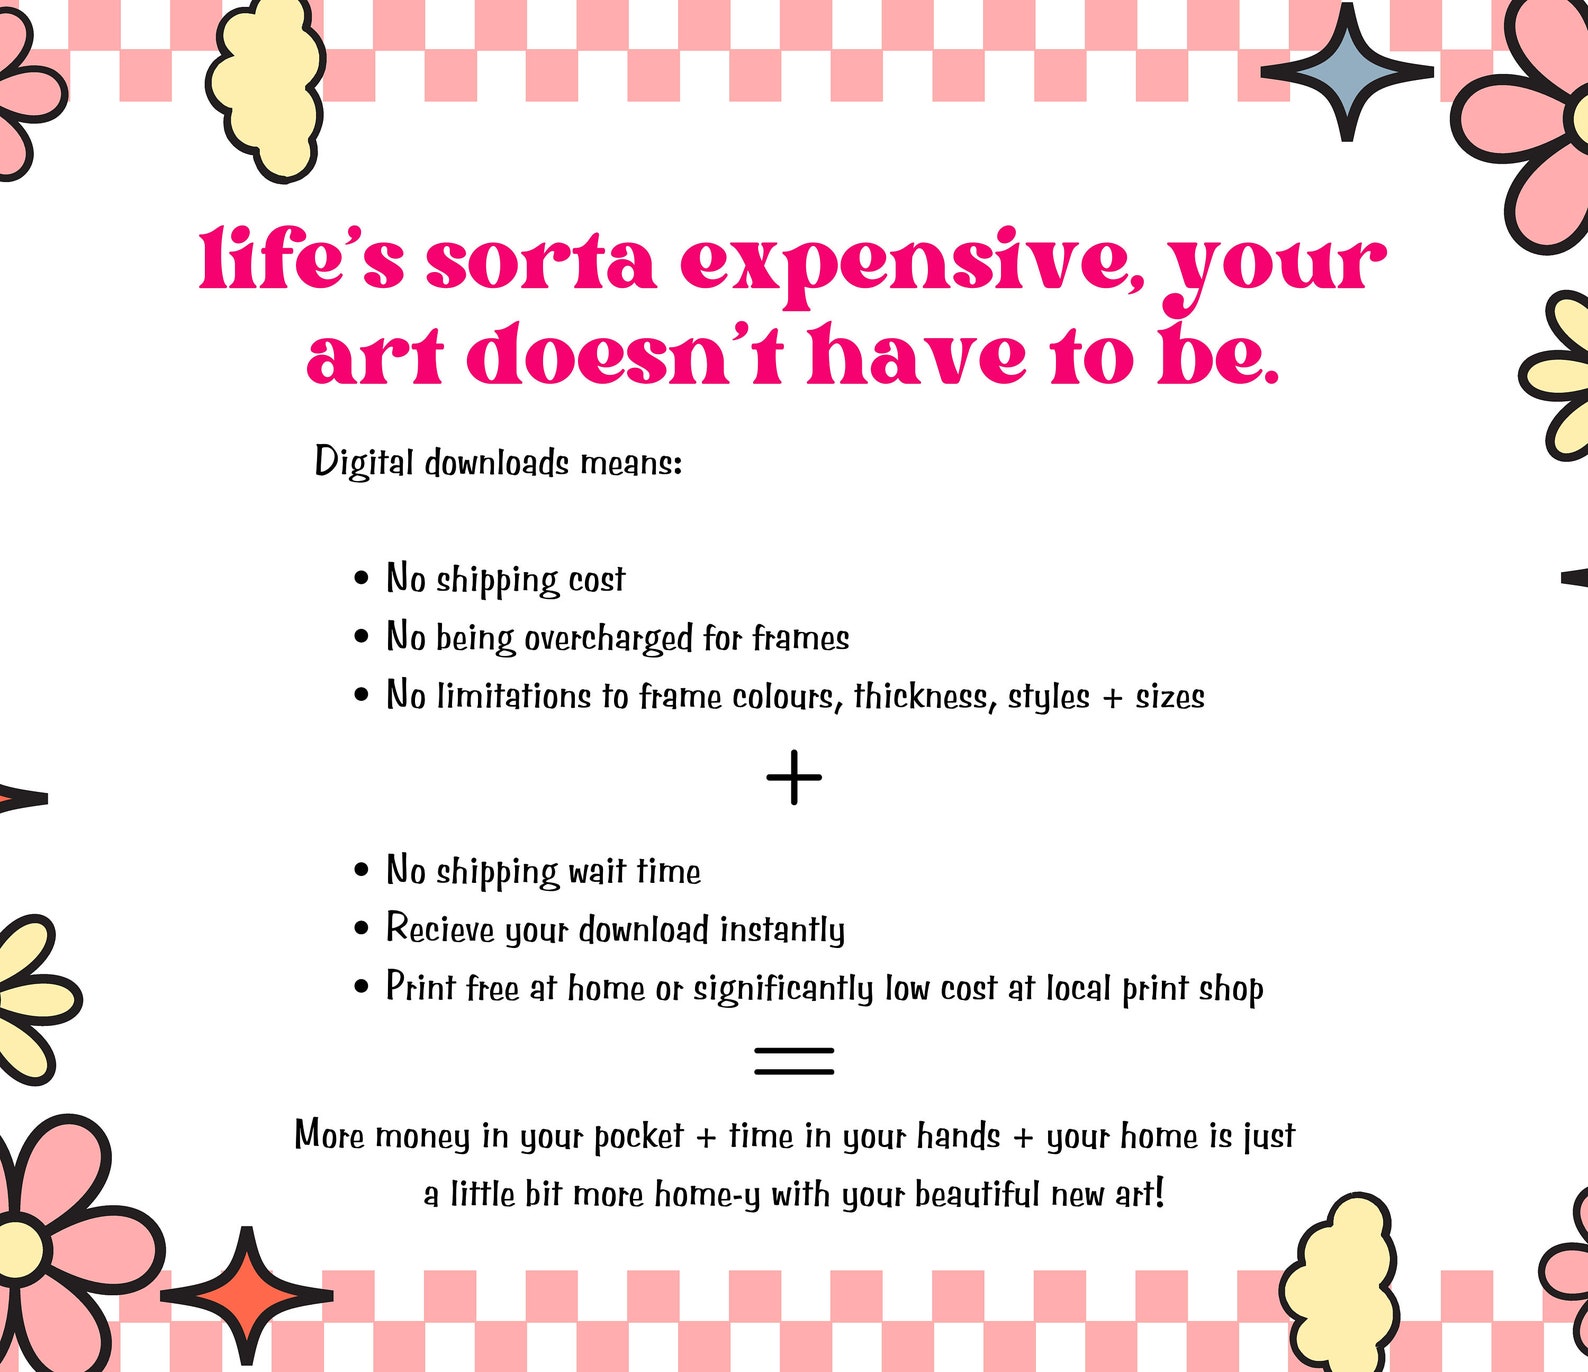 life's sorta expensive, your
art doesn't have to be.
Digital downloads means:
• No shipping cost
• No being overcharged for frames
• No limitations to frame colours, thickness, styles + sizes
+
• No shipping wait time
• Recieve your download instantly
• Print free at home or significantly low cost at local print shop
=
More money in your pocket + time in your hands + your home is just
a little bit more home-y with your beautiful new art!